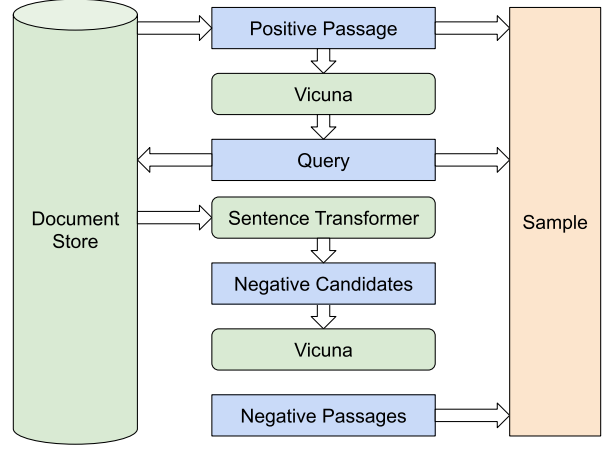 Positive Passage
Vicuna
Query
Document
Store
Sentence Transformer
Sample
Negative Candidates
Vicuna
Negative Passages